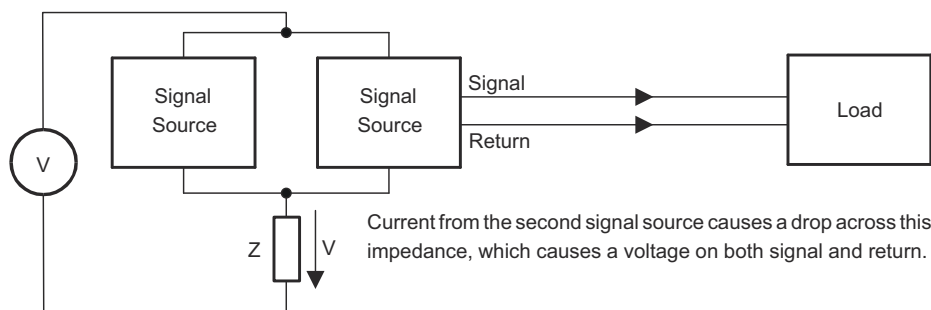 Signal
Source
Signal
Source
Signal
Return
Load
V
Z
V
Current from the second signal source causes a drop across this
impedance, which causes a voltage on both signal and return.